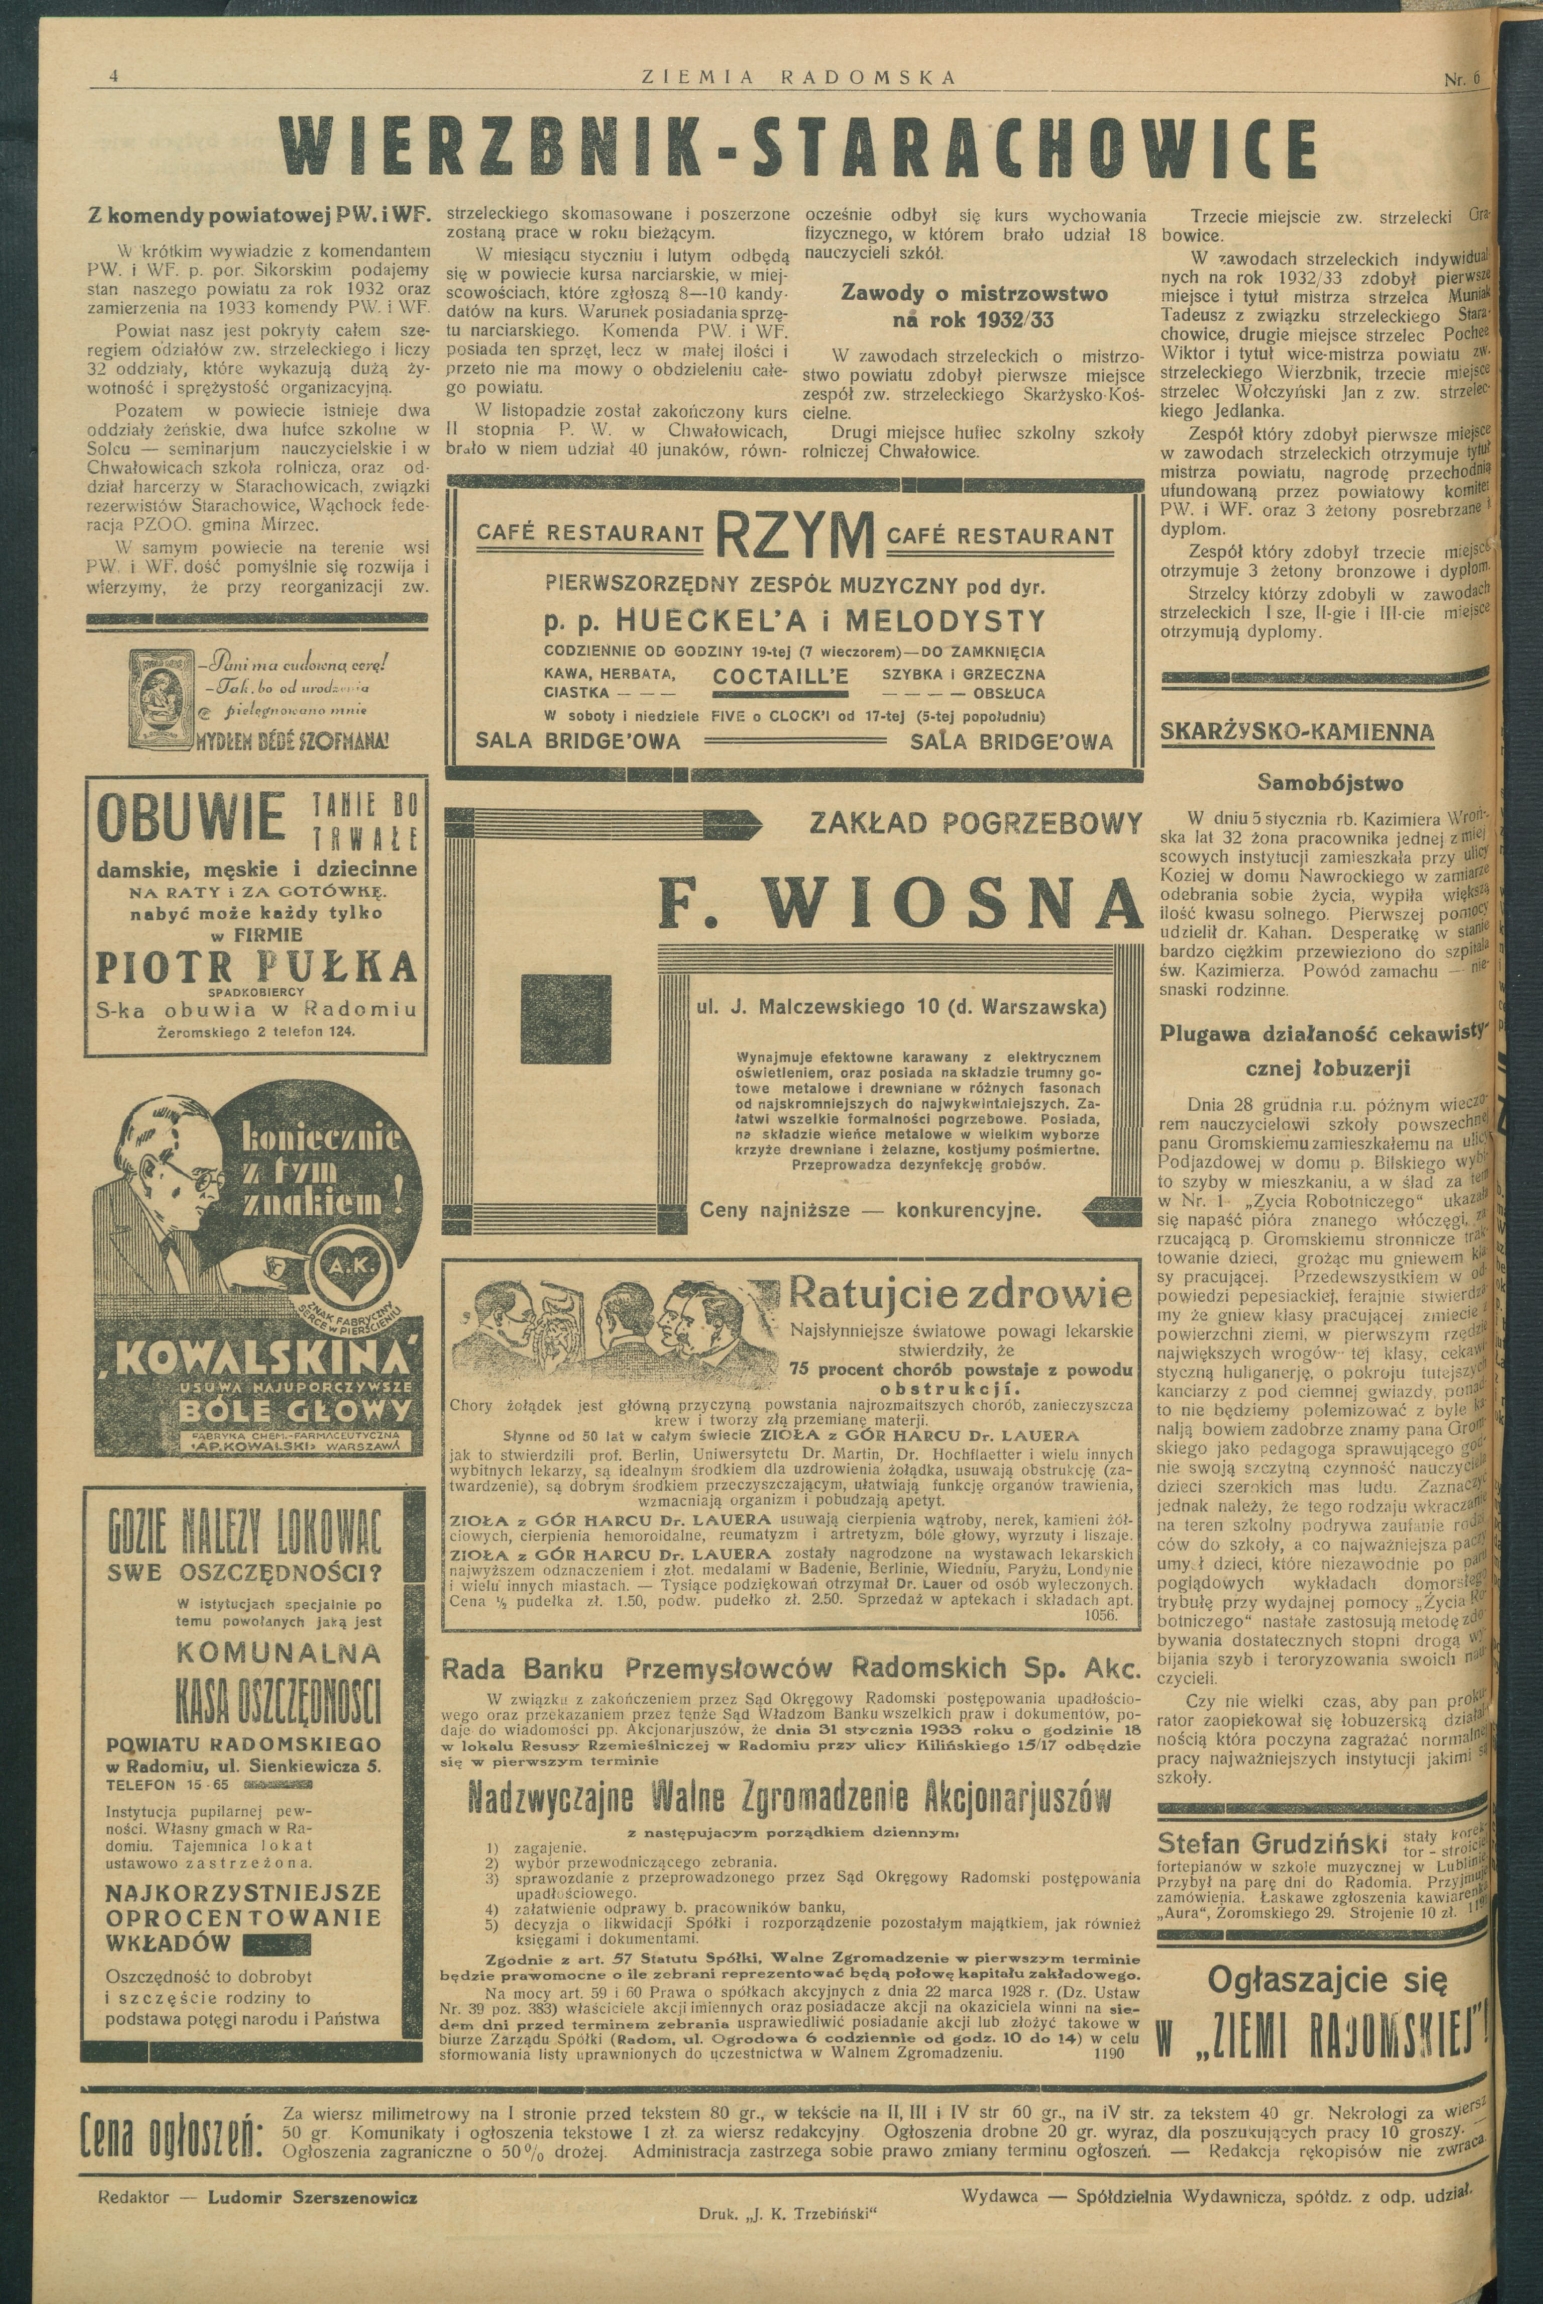 4
ZIEMIA RADOMSKA
Nr. 6
WIERZBNIK-STARACHOWICE
Z komendy powiatowej PW. i WF.
W krótkim wywiadzie z komendantem
PW. i WF. p. por. Sikorskim podajemy
stan naszego powiatu za rok 1932 oraz
zamierzenia na 1933 komendy PW. i WF.
Powiat nasz jest pokryty całem sze-
regiem odziałów zw. strzeleckiego i liczy
32 oddziały, które wykazują dużą ży-
wotność i sprężystość organizacyjną.
Pozatem w powiecie istnieje dwa
oddziały żeńskie, dwa hufce szkolne w
Solcu — seminarjum nauczycielskie i w
Chwałowicach szkoła rolnicza, oraz od-
dział harcerzy w Starachowicach, związki
rezerwistów Starachowice, Wąchock fede-
racja PZOO. gmina Mirzec.
W samym powiecie na terenie wsi
PW. i WF. dość pomyślnie się rozwija i
wierzymy, że przy reorganizacji zw.
strzeleckiego skomasowane i poszerzone
zostaną prace w roku bieżącym.
W miesiącu styczniu i lutym odbędą
się w powiecie kursa narciarskie, w miej-
scowościach, które zgłoszą 8—10 kandy-
datów na kurs. Warunek posiadania sprzę-
tu narciarskiego. Komenda PW. i WF.
posiada ten sprzęt, lecz w małej ilości i
przeto nie ma mowy o obdzieleniu całe-
go powiatu.
W listopadzie został zakończony kurs
II stopnia P. W. w Chwałowicach,
brało w niem udział 40 junaków, równ-
ocześnie odbył się kurs wychowania
fizycznego, w którem brało udział 18
nauczycieli szkół.
Zawody o mistrzowstwo
na rok 1932/33
W zawodach strzeleckich o mistrzo-
stwo powiatu zdobył pierwsze miejsce
zespół zw. strzeleckiego Skarżysko-Koś-
cielne.
Drugi miejsce hufiec szkolny szkoły
rolniczej Chwałowice.
Trzecie miejsce zw. strzelecki Gra-
bowice.
W zawodach strzeleckich indywidual-
nych na rok 1932/33 zdobył pierwsze
miejsce i tytuł mistrza strzelca Muniak
Tadeusz z związku strzeleckiego Stara-
chowice, drugie miejsce strzelec Pochec
Wiktor i tytuł wice-mistrza powiatu zw.
strzeleckiego Wierzbnik, trzecie miejsce
strzelec Wołczyński Jan z zw. strzelec-
kiego Jedlanka.
Zespół który zdobył pierwsze miejsce
w zawodach strzeleckich otrzymuje tytuł
mistrza powiatu, nagrodę przechodnią
ufundowaną przez powiatowy komitet
PW. i WF. oraz 3 żetony posrebrzane i
dyplom.
Zespół który zdobył trzecie miejsce
otrzymuje 3 żetony bronzowe i dyplom.
Strzelcy którzy zdobyli w zawodach
strzeleckich I sze, II-gie i III-cie miejsce
otrzymują dyplomy.
CAFÉ RESTAURANT RZYM CAFÉ RESTAURANT
PIERWSZORZĘDNY ZESPÓŁ MUZYCZNY pod dyr.
p. p. HUECKEL'A i MELODYSTY
CODZIENNIE OD GODZINY 19-tej (7 wieczorem)—DO ZAMKNIĘCIA
KAWA, HERBATA, COCTAILL'E SZYBKA i GRZECZNA
CIASTKA — — — — — — — OBSŁUCA
W soboty i niedziele FIVE o CLOCK'I od 17-tej (5-tej popołudniu)
SALA BRIDGE'OWA SALA BRIDGE'OWA
—Pani ma cudowną cerę!
—Tak, bo od urodzenia
pielęgnowano mnie
MYDŁEM BÉBÉ SZOFMANA!
OBUWIE TANIE BO
TRWAŁE
damskie, męskie i dziecinne
NA RATY i ZA GOTÓWKĘ.
nabyć może każdy tylko
w FIRMIE
PIOTR PUŁKA
SPADKOBIERCY
S-ka obuwia w Radomiu
Żeromskiego 2 telefon 124.
koniecznie
z tym
znakiem!
A.K.
ZNAK FABRYCZNY
SERCE W PIERŚCIENIU
„KOWALSKINA"
USUWA NAJUPORCZYWSZE
BÓLE GŁOWY
FABRYKA CHEM.-FARMACEUTYCZNA
"AP. KOWALSKI" WARSZAWA
ZAKŁAD POGRZEBOWY
F. WIOSNA
ul. J. Malczewskiego 10 (d. Warszawska)
Wynajmuje efektowne karawany z elektrycznem
oświetleniem, oraz posiada na składzie trumny go-
towe metalowe i drewniane w różnych fasonach
od najskromniejszych do najwykwintniejszych. Za-
łatwi wszelkie formalności pogrzebowe. Posiada,
na składzie wieńce metalowe w wielkim wyborze
krzyże drewniane i żelazne, kostjumy pośmiertne.
Przeprowadza dezynfekcję grobów.
Ceny najniższe — konkurencyjne.
Ratujcie zdrowie
Najsłynniejsze światowe powagi lekarskie
stwierdziły, że
75 procent chorób powstaje z powodu
obstrukcji.
Chory żołądek jest główną przyczyną powstania najrozmaitszych chorób, zanieczyszcza
krew i tworzy złą przemianę materji.
Słynne od 50 lat w całym świecie ZIOŁA z GÓR HARCU Dr. LAUERA
jak to stwierdzili prof. Berlin, Uniwersytetu Dr. Martin, Dr. Hochflaetter i wielu innych
wybitnych lekarzy, są idealnym środkiem dla uzdrowienia żołądka, usuwają obstrukcję (za-
twardzenie), są dobrym środkiem przeczyszczającym, ułatwiają funkcję organów trawienia,
wzmacniają organizm i pobudzają apetyt.
ZIOŁA z GÓR HARCU Dr. LAUERA usuwają cierpienia wątroby, nerek, kamieni żół-
ciowych, cierpienia hemoroidalne, reumatyzm i artretyzm, bóle głowy, wyrzuty i liszaje.
ZIOŁA z GÓR HARCU Dr. LAUERA zostały nagrodzone na wystawach lekarskich
najwyższem odznaczeniem i złot. medalami w Badenie, Berlinie, Wiedniu, Paryżu, Londynie
i wielu innych miastach. — Tysiące podziękowań otrzymał Dr. Lauer od osób wyleczonych.
Cena ½ pudełka zł. 1.50, podw. pudełko zł. 2.50. Sprzedaż w aptekach i składach apt.
1056.
GDZIE NALEŻY LOKOWAĆ
SWE OSZCZĘDNOŚCI?
W istytucjach specjalnie po
temu powołanych jaką jest
KOMUNALNA
KASA OSZCZĘDNOSCI
POWIATU RADOMSKIEGO
w Radomiu, ul. Sienkiewicza 5.
TELEFON 15-65
Instytucja pupilarnej pew-
ności. Własny gmach w Ra-
domiu. Tajemnica lokat
ustawowo zastrzeżona.
NAJKORZYSTNIEJSZE
OPROCENTOWANIE
WKŁADÓW
Oszczędność to dobrobyt
i szczęście rodziny to
podstawa potęgi narodu i Państwa
Rada Banku Przemysłowców Radomskich Sp. Akc.
W związku z zakończeniem przez Sąd Okręgowy Radomski postępowania upadłościo-
wego oraz przekazaniem przez tenże Sąd Władzom Banku wszelkich praw i dokumentów, po-
daje do wiadomości pp. Akcjonarjuszów, że dnia 31 stycznia 1933 roku o godzinie 18
w lokalu Resusy Rzemieślniczej w Radomiu przy ulicy Kilińskiego 15/17 odbędzie
się w pierwszym terminie
Nadzwyczajne Walne Zgromadzenie Akcjonarjuszów
z następujacym porządkiem dziennym:
1) zagajenie.
2) wybór przewodniczącego zebrania.
3) sprawozdanie z przeprowadzonego przez Sąd Okręgowy Radomski postępowania
upadłościowego.
4) załatwienie odprawy b. pracowników banku,
5) decyzja o likwidacji Spółki i rozporządzenie pozostałym majątkiem, jak również
księgami i dokumentami.
Zgodnie z art. 57 Statutu Spółki, Walne Zgromadzenie w pierwszym terminie
będzie prawomocne o ile zebrani reprezentować będą połowę kapitału zakładowego.
Na mocy art. 59 i 60 Prawa o spółkach akcyjnych z dnia 22 marca 1928 r. (Dz. Ustaw
Nr. 39 poz. 383) właściciele akcji imiennych oraz posiadacze akcji na okaziciela winni na sie-
dem dni przed terminem zebrania usprawiedliwić posiadanie akcji lub złożyć takowe w
biurze Zarządu Spółki (Radom, ul. Ogrodowa 6 codziennie od godz. 10 do 14) w celu
sformowania listy uprawnionych do uczestnictwa w Walnem Zgromadzeniu. 1190
SKARŻYSKO-KAMIENNA
Samobójstwo
W dniu 5 stycznia rb. Kazimiera Wroń-
ska lat 32 żona pracownika jednej z miej
scowych instytucji zamieszkała przy ulicy
Koziej w domu Nawrockiego w zamiarze
odebrania sobie życia, wypiła większą
ilość kwasu solnego. Pierwszej pomocy
udzielił dr. Kahan. Desperatkę w stanie
bardzo ciężkim przewieziono do szpitala
św. Kazimierza. Powód zamachu — nie-
snaski rodzinne.
Plugawa działaność cekawisty-
cznej łobuzerji
Dnia 28 grudnia r.u. późnym wieczo-
rem nauczycielowi szkoły powszechnej
panu Gromskiemu zamieszkałemu na ulicy
Podjazdowej w domu p. Bilskiego wybi-
to szyby w mieszkaniu, a w ślad za tem
w Nr. 1 „Życia Robotniczego“ ukazała
się napaść pióra znanego włóczęgi, za-
rzucającą p. Gromskiemu stronnicze trak-
towanie dzieci, grożąc mu gniewem kla-
sy pracującej. Przedewszystkiem w od-
powiedzi pepesiackiej, ferajnie stwierdza
my że gniew klasy pracującej zmiecie z
powierzchni ziemi, w pierwszym rzędzie
największych wrogów tej klasy, cekawi-
styczną huliganerję, o pokroju tutejszych
kanciarzy z pod ciemnej gwiazdy, ponad
to nie będziemy polemizować z byle ka-
nalją bowiem zadobrze znamy pana Grom-
skiego jako pedagoga sprawującego god-
nie swoją szczytną czynność nauczyciela
dzieci szerokich mas ludu. Zaznaczyć
jednak należy, że tego rodzaju wkraczanie
na teren szkolny podrywa zaufanie rodzi-
ców do szkoły, a co najważniejsza paczy
umysł dzieci, które niezawodnie po paru
poglądowych wykładach domorosłego
trybułę przy wydajnej pomocy „Życia Ro-
botniczego“ nastałe zastosują metodę zdo-
bywania dostatecznych stopni drogą wy-
bijania szyb i teroryzowania swoich nau-
czycieli.
Czy nie wielki czas, aby pan proku-
rator zaopiekował się łobuzerską działal-
nością która poczyna zagrażać normalnej
pracy najważniejszych instytucji jakimi są
szkoły.
Stefan Grudziński stały korek-
tor - stroiciel
fortepianów w szkole muzycznej w Lublinie
Przybył na parę dni do Radomia. Przyjmuje
zamówienia. Łaskawe zgłoszenia kawiarenka
„Aura“, Żoromskiego 29. Strojenie 10 zł.
Ogłaszajcie się
W „ZIEMI RADOMSKIEJ"!
Cena ogłoszeń:
Za wiersz milimetrowy na I stronie przed tekstem 80 gr., w tekście na II, III i IV str 60 gr., na IV str. za tekstem 40 gr. Nekrologi za wiersz
50 gr. Komunikaty i ogłoszenia tekstowe 1 zł. za wiersz redakcyjny. Ogłoszenia drobne 20 gr. wyraz, dla poszukujących pracy 10 groszy.
Ogłoszenia zagraniczne o 50% drożej. Administracja zastrzega sobie prawo zmiany terminu ogłoszeń. — Redakcja rękopisów nie zwraca.
Redaktor — Ludomir Szerszenowicz
Wydawca — Spółdzielnia Wydawnicza, spółdz. z odp. udział.
Druk. „J. K. Trzebiński“